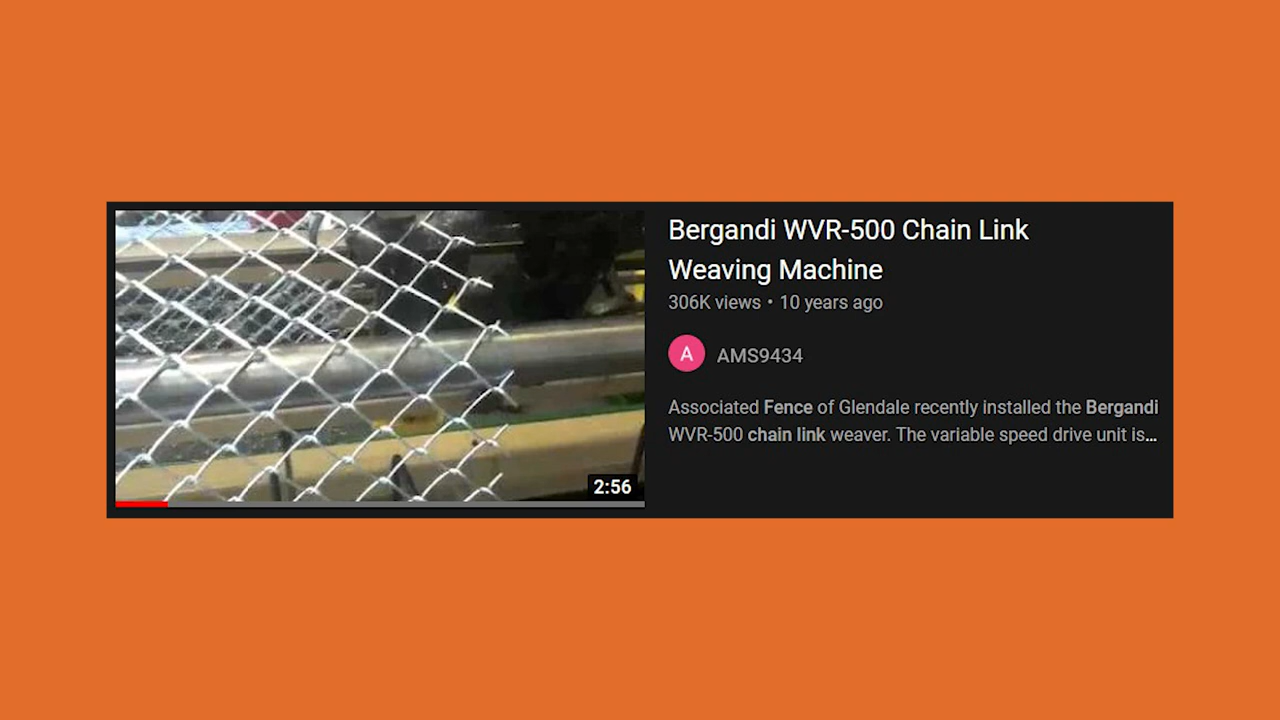 Bergandi WVR-500 Chain Link
Weaving Machine
306K views • 10 years ago
A
AMS9434
Associated Fence of Glendale recently installed the Bergandi
WVR-500 chain link weaver. The variable speed drive unit is...
2:56